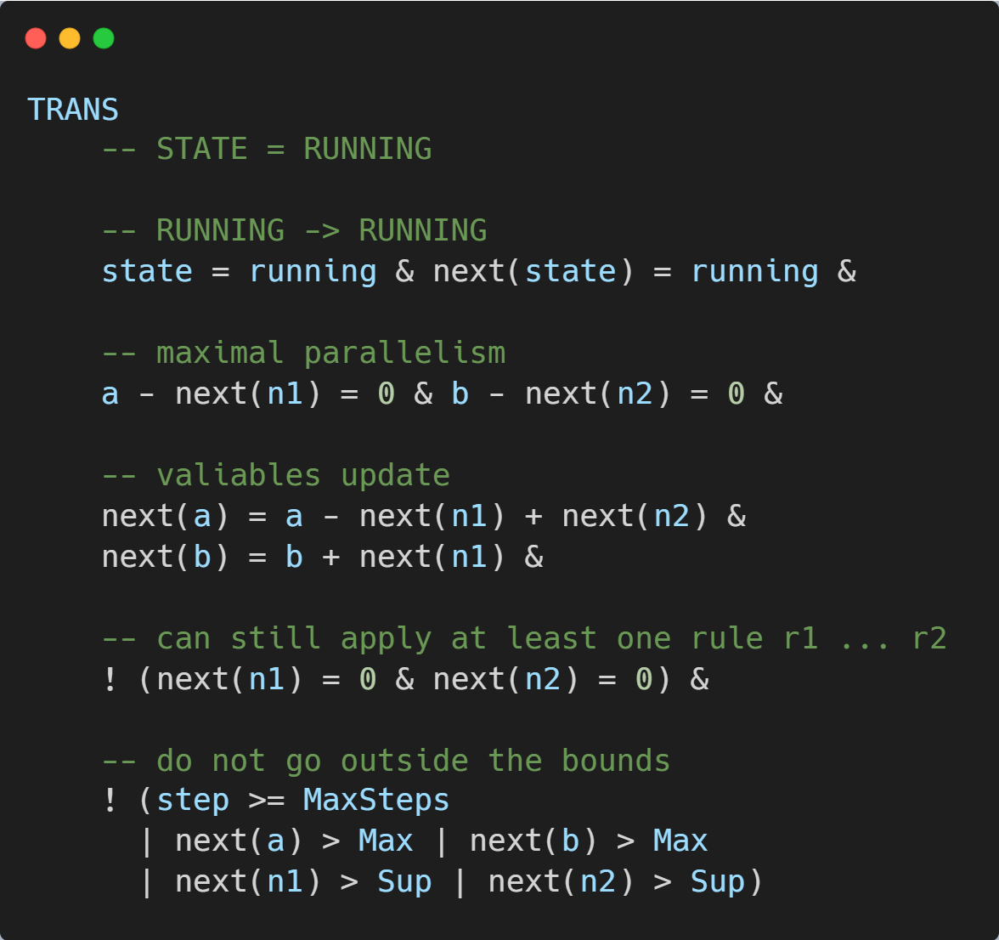 TRANS
-- STATE = RUNNING
-- RUNNING -> RUNNING
state = running & next(state) = running &
-- maximal parallelism
a - next(n1) = 0 & b - next(n2) = 0 &
-- valiables update
next(a) = a - next(n1) + next(n2) &
next(b) = b + next(n1) &
-- can still apply at least one rule r1 ... r2
! (next(n1) = 0 & next(n2) = 0) &
-- do not go outside the bounds
! (step >= MaxSteps
| next(a) > Max | next(b) > Max
| next(n1) > Sup | next(n2) > Sup)